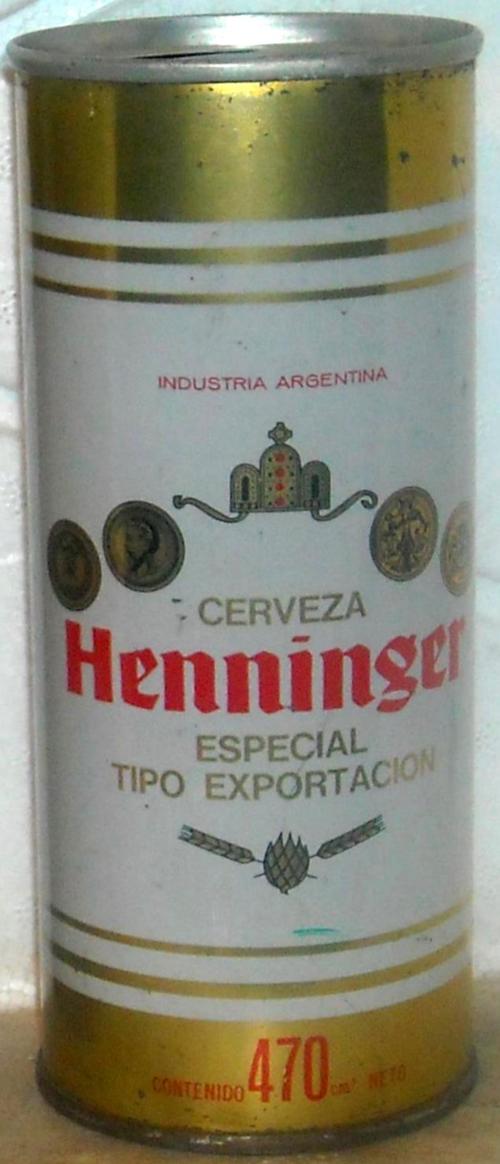 INDUSTRIA ARGENTINA
CERVEZA
Henninger
ESPECIAL
TIPO EXPORTACION
CONTENIDO 470 cm³ NETO